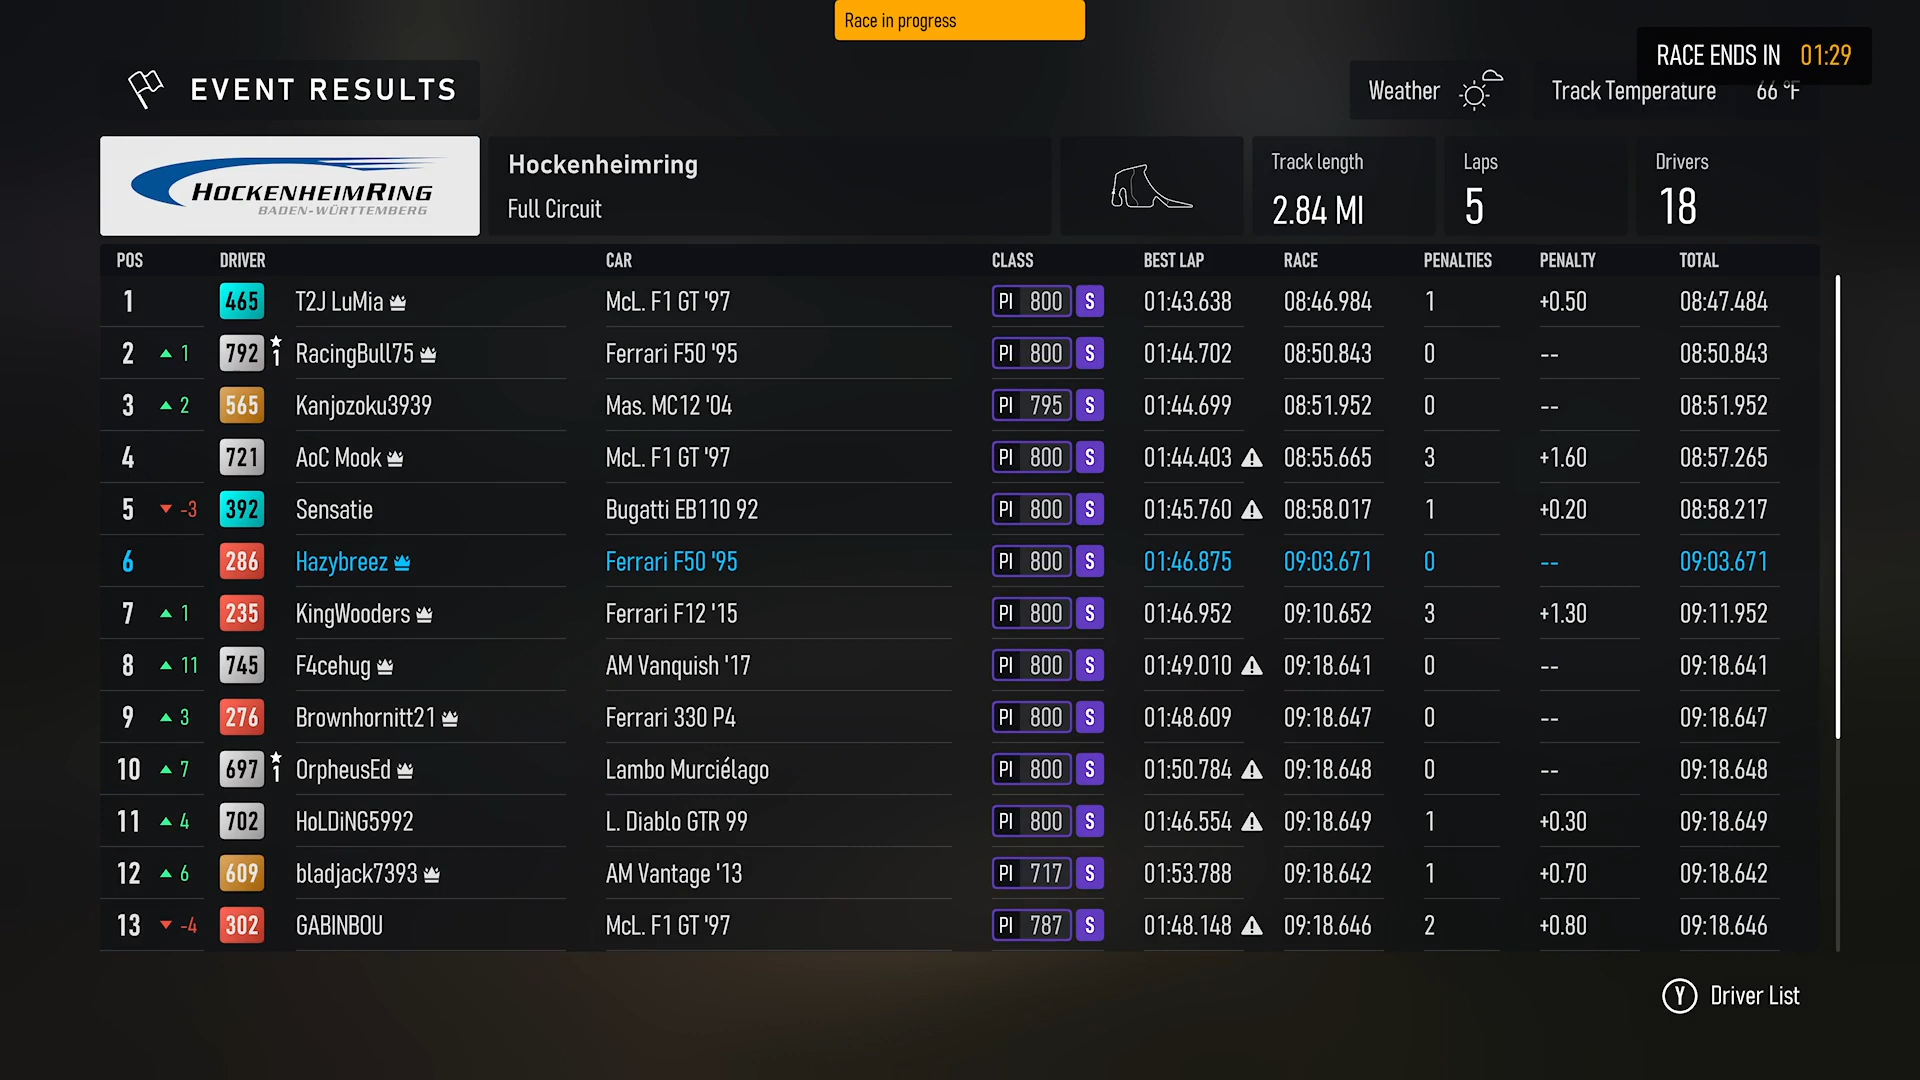 Race in progress
RACE ENDS IN 01:29
EVENT RESULTS
Weather
Track Temperature 66 °F
HOCKENHEIMRING
BADEN-WÜRTTEMBERG
Hockenheimring
Full Circuit
Track length
2.84 MI
Laps
5
Drivers
18
POS DRIVER CAR CLASS BEST LAP RACE PENALTIES PENALTY TOTAL
1 465 T2J LuMia McL. F1 GT '97 PI 800 S 01:43.638 08:46.984 1 +0.50 08:47.484
2 ▲ 1 792 ★ 1 RacingBull75 Ferrari F50 '95 PI 800 S 01:44.702 08:50.843 0 -- 08:50.843
3 ▲ 2 565 Kanjozoku3939 Mas. MC12 '04 PI 795 S 01:44.699 08:51.952 0 -- 08:51.952
4 721 AoC Mook McL. F1 GT '97 PI 800 S 01:44.403 08:55.665 3 +1.60 08:57.265
5 ▼ -3 392 Sensatie Bugatti EB110 92 PI 800 S 01:45.760 08:58.017 1 +0.20 08:58.217
6 286 Hazybreez Ferrari F50 '95 PI 800 S 01:46.875 09:03.671 0 -- 09:03.671
7 ▲ 1 235 KingWooders Ferrari F12 '15 PI 800 S 01:46.952 09:10.652 3 +1.30 09:11.952
8 ▲ 11 745 F4cehug AM Vanquish '17 PI 800 S 01:49.010 09:18.641 0 -- 09:18.641
9 ▲ 3 276 Brownhornitt21 Ferrari 330 P4 PI 800 S 01:48.609 09:18.647 0 -- 09:18.647
10 ▲ 7 697 ★ 1 OrpheusEd Lambo Murciélago PI 800 S 01:50.784 09:18.648 0 -- 09:18.648
11 ▲ 4 702 HoLDiNG5992 L. Diablo GTR 99 PI 800 S 01:46.554 09:18.649 1 +0.30 09:18.649
12 ▲ 6 609 bladjack7393 AM Vantage '13 PI 717 S 01:53.788 09:18.642 1 +0.70 09:18.642
13 ▼ -4 302 GABINBOU McL. F1 GT '97 PI 787 S 01:48.148 09:18.646 2 +0.80 09:18.646
Y Driver List